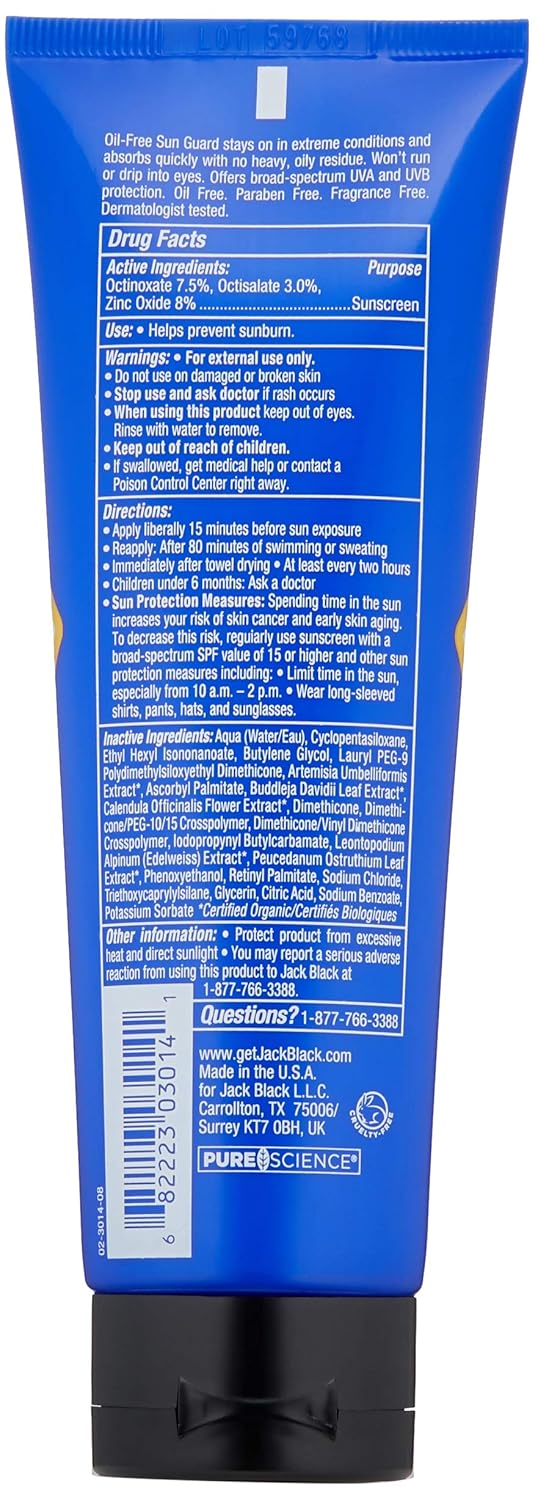 LOT 59768
Oil-Free Sun Guard stays on in extreme conditions and
absorbs quickly with no heavy, oily residue. Won't run
or drip into eyes. Offers broad-spectrum UVA and UVB
protection. Oil Free. Paraben Free. Fragrance Free.
Dermatologist tested.
Drug Facts
Active Ingredients: Purpose
Octinoxate 7.5%, Octisalate 3.0%,
Zinc Oxide 8%.....................................Sunscreen
Use: • Helps prevent sunburn.
Warnings: • For external use only.
• Do not use on damaged or broken skin
• Stop use and ask doctor if rash occurs
• When using this product keep out of eyes.
Rinse with water to remove.
• Keep out of reach of children.
• If swallowed, get medical help or contact a
Poison Control Center right away.
Directions:
• Apply liberally 15 minutes before sun exposure
• Reapply: After 80 minutes of swimming or sweating
• Immediately after towel drying • At least every two hours
• Children under 6 months: Ask a doctor
• Sun Protection Measures: Spending time in the sun
increases your risk of skin cancer and early skin aging.
To decrease this risk, regularly use sunscreen with a
broad-spectrum SPF value of 15 or higher and other sun
protection measures including: • Limit time in the sun,
especially from 10 a.m. – 2 p.m. • Wear long-sleeved
shirts, pants, hats, and sunglasses.
Inactive Ingredients: Aqua (Water/Eau), Cyclopentasiloxane,
Ethyl Hexyl Isononanoate, Butylene Glycol, Lauryl PEG-9
Polydimethylsiloxyethyl Dimethicone, Artemisia Umbelliformis
Extract*, Ascorbyl Palmitate, Buddleja Davidii Leaf Extract*,
Calendula Officinalis Flower Extract*, Dimethicone, Dimethi-
cone/PEG-10/15 Crosspolymer, Dimethicone/Vinyl Dimethicone
Crosspolymer, Iodopropynyl Butylcarbamate, Leontopodium
Alpinum (Edelweiss) Extract*, Peucedanum Ostruthium Leaf
Extract*, Phenoxyethanol, Retinyl Palmitate, Sodium Chloride,
Triethoxycaprylylsilane, Glycerin, Citric Acid, Sodium Benzoate,
Potassium Sorbate *Certified Organic/Certifiés Biologiques
Other information: • Protect product from excessive
heat and direct sunlight • You may report a serious adverse
reaction from using this product to Jack Black at
1-877-766-3388.
Questions? 1-877-766-3388
www.getJackBlack.com
Made in the U.S.A.
for Jack Black L.L.C.
Carrollton, TX 75006/
Surrey KT7 0BH, UK
CRUELTY-FREE
PURE SCIENCE®
6 82223 03014 1
02-3014-08